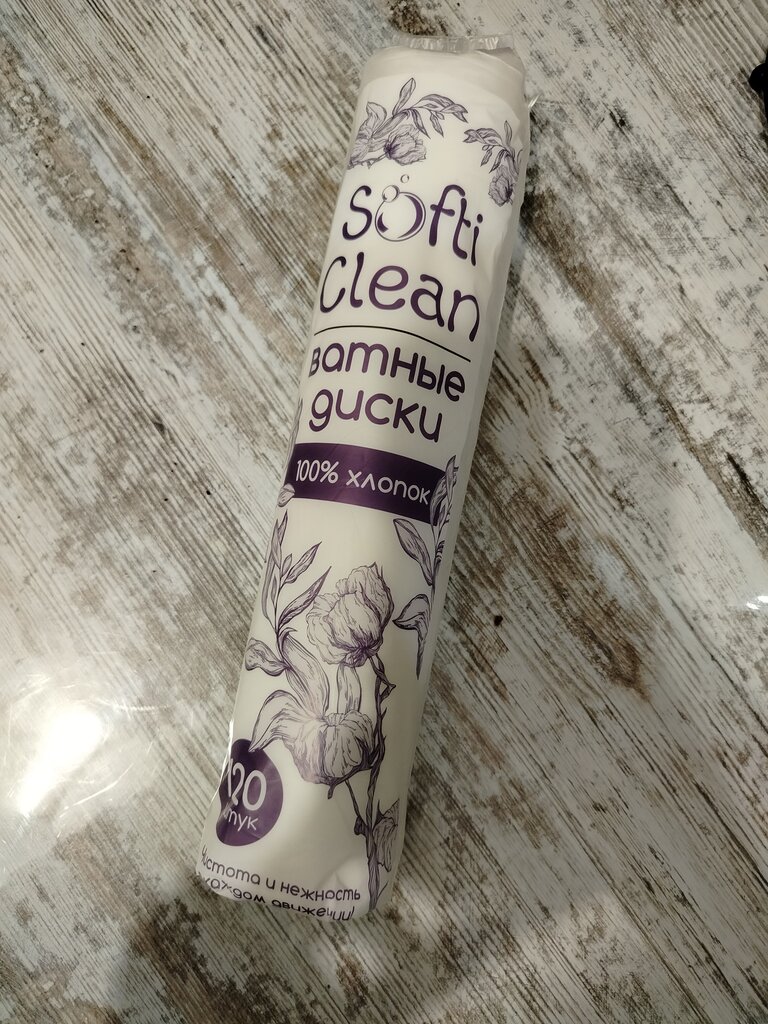 Softi
Clean
ватные
диски
100% хлопок
120
штук
Чистота и нежность
каждом движении!